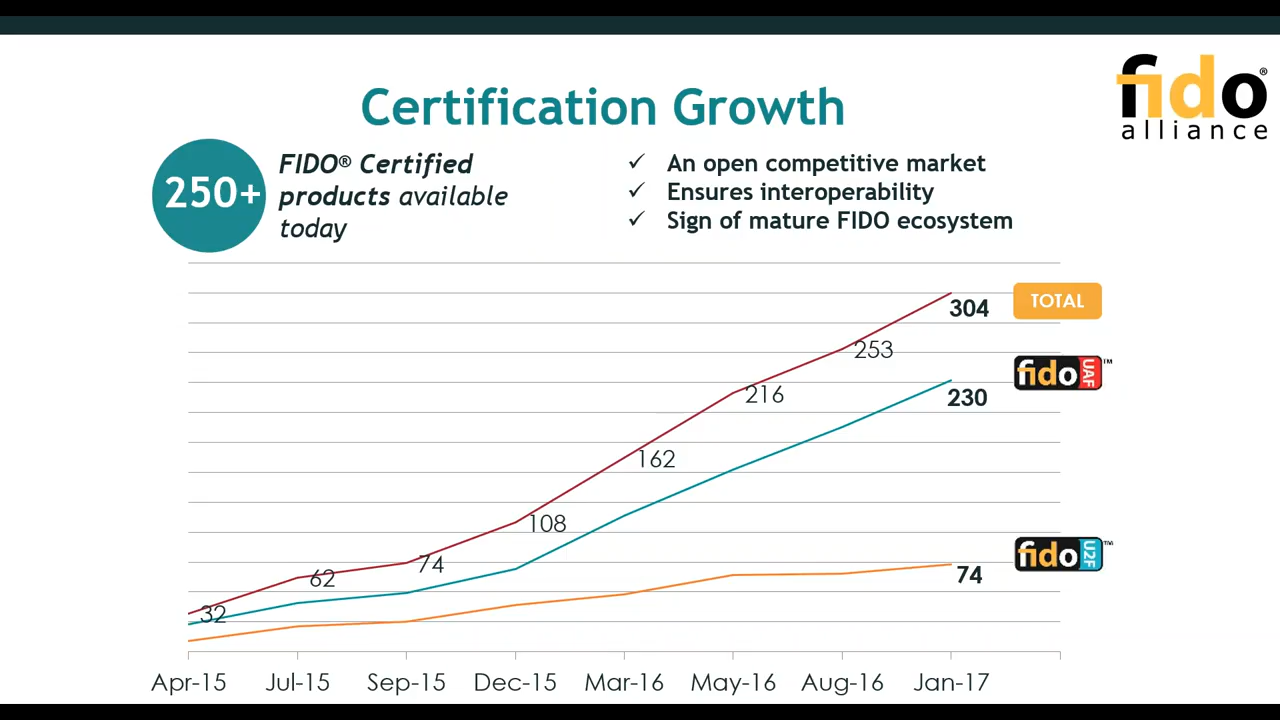 fido®
alliance
Certification Growth
250+
FIDO® Certified
products available
today
✓ An open competitive market
✓ Ensures interoperability
✓ Sign of mature FIDO ecosystem
304
TOTAL
253
fido UAF™
216
230
162
108
fido U2F™
74
74
62
32
Apr-15 Jul-15 Sep-15 Dec-15 Mar-16 May-16 Aug-16 Jan-17